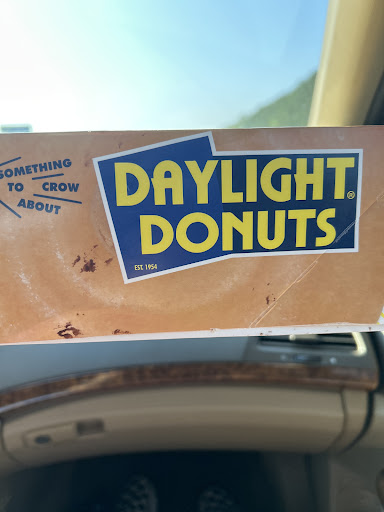 SOMETHING
TO CROW
ABOUT
DAYLIGHT®
DONUTS
EST. 1954